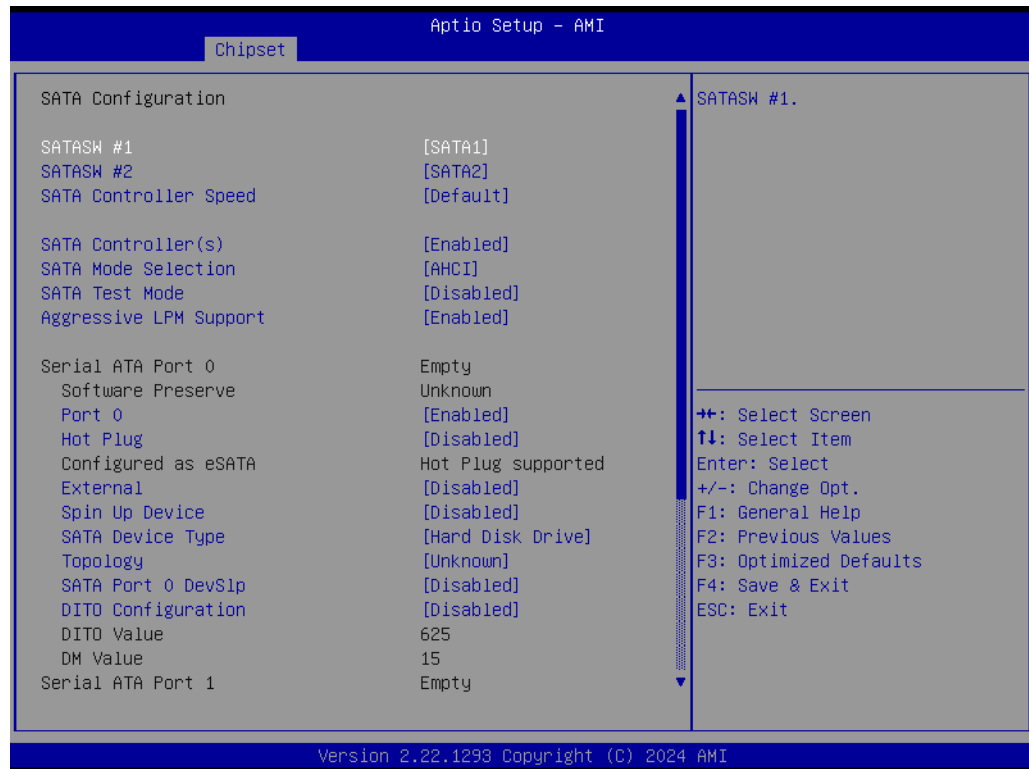 Aptio Setup – AMI
Chipset
SATA Configuration
SATASW #1 [SATA1]
SATASW #2 [SATA2]
SATA Controller Speed [Default]
SATA Controller(s) [Enabled]
SATA Mode Selection [AHCI]
SATA Test Mode [Disabled]
Aggressive LPM Support [Enabled]
Serial ATA Port 0 Empty
Software Preserve Unknown
Port 0 [Enabled]
Hot Plug [Disabled]
Configured as eSATA Hot Plug supported
External [Disabled]
Spin Up Device [Disabled]
SATA Device Type [Hard Disk Drive]
Topology [Unknown]
SATA Port 0 DevSlp [Disabled]
DITO Configuration [Disabled]
DITO Value 625
DM Value 15
Serial ATA Port 1 Empty
SATASW #1.
→←: Select Screen
↑↓: Select Item
Enter: Select
+/-: Change Opt.
F1: General Help
F2: Previous Values
F3: Optimized Defaults
F4: Save & Exit
ESC: Exit
Version 2.22.1293 Copyright (C) 2024 AMI